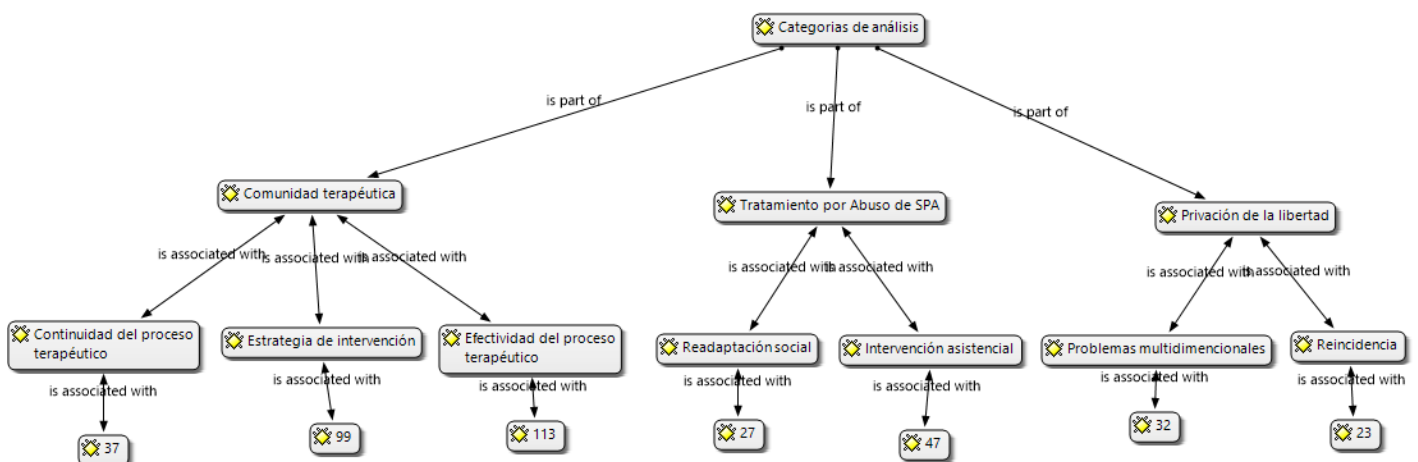 Categorias de análisis
is part of
is part of
is part of
Comunidad terapéutica
Tratamiento por Abuso de SPA
Privación de la libertad
is associated with
is associated with
is associated with
is associated with
is associated with
is associated with
is associated with
Continuidad del proceso
terapéutico
Estrategia de intervención
Efectividad del proceso
terapéutico
Readaptación social
Intervención asistencial
Problemas multidimencionales
Reincidencia
is associated with
is associated with
is associated with
is associated with
is associated with
is associated with
is associated with
37
99
113
27
47
32
23